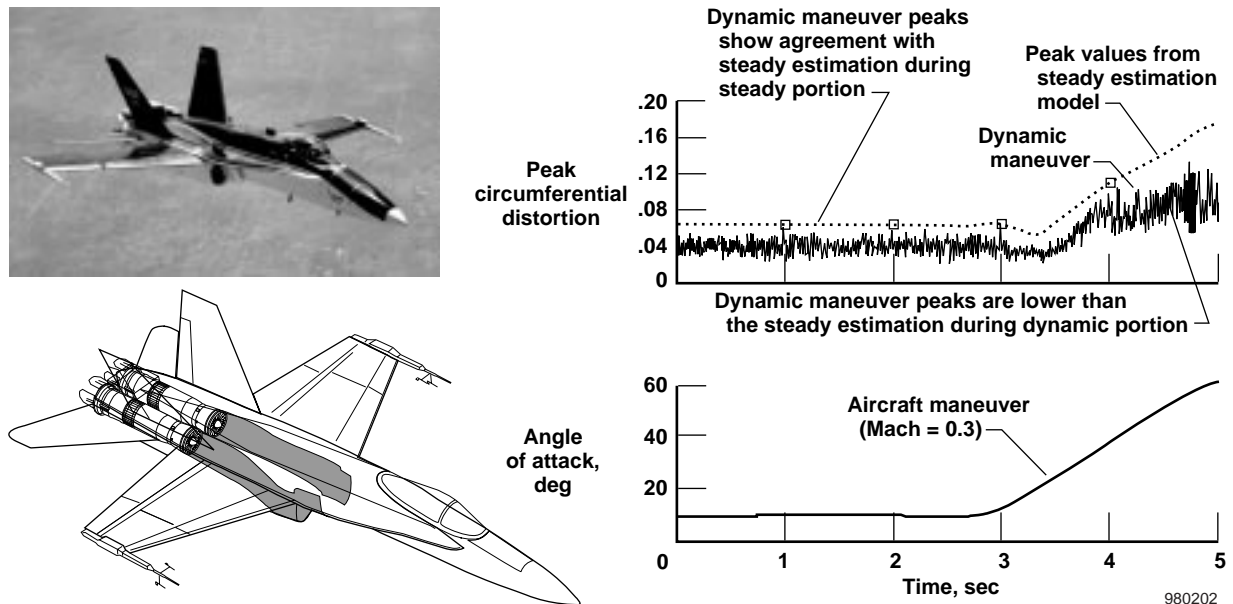 Dynamic maneuver peaks
show agreement with
steady estimation during
steady portion
Peak values from
steady estimation
model
Dynamic
maneuver
Peak
circumferential
distortion
.20
.16
.12
.08
.04
0
Dynamic maneuver peaks are lower than
the steady estimation during dynamic portion
Angle
of attack,
deg
60
40
20
0
Aircraft maneuver
(Mach = 0.3)
1 2 3 4 5
Time, sec
980202